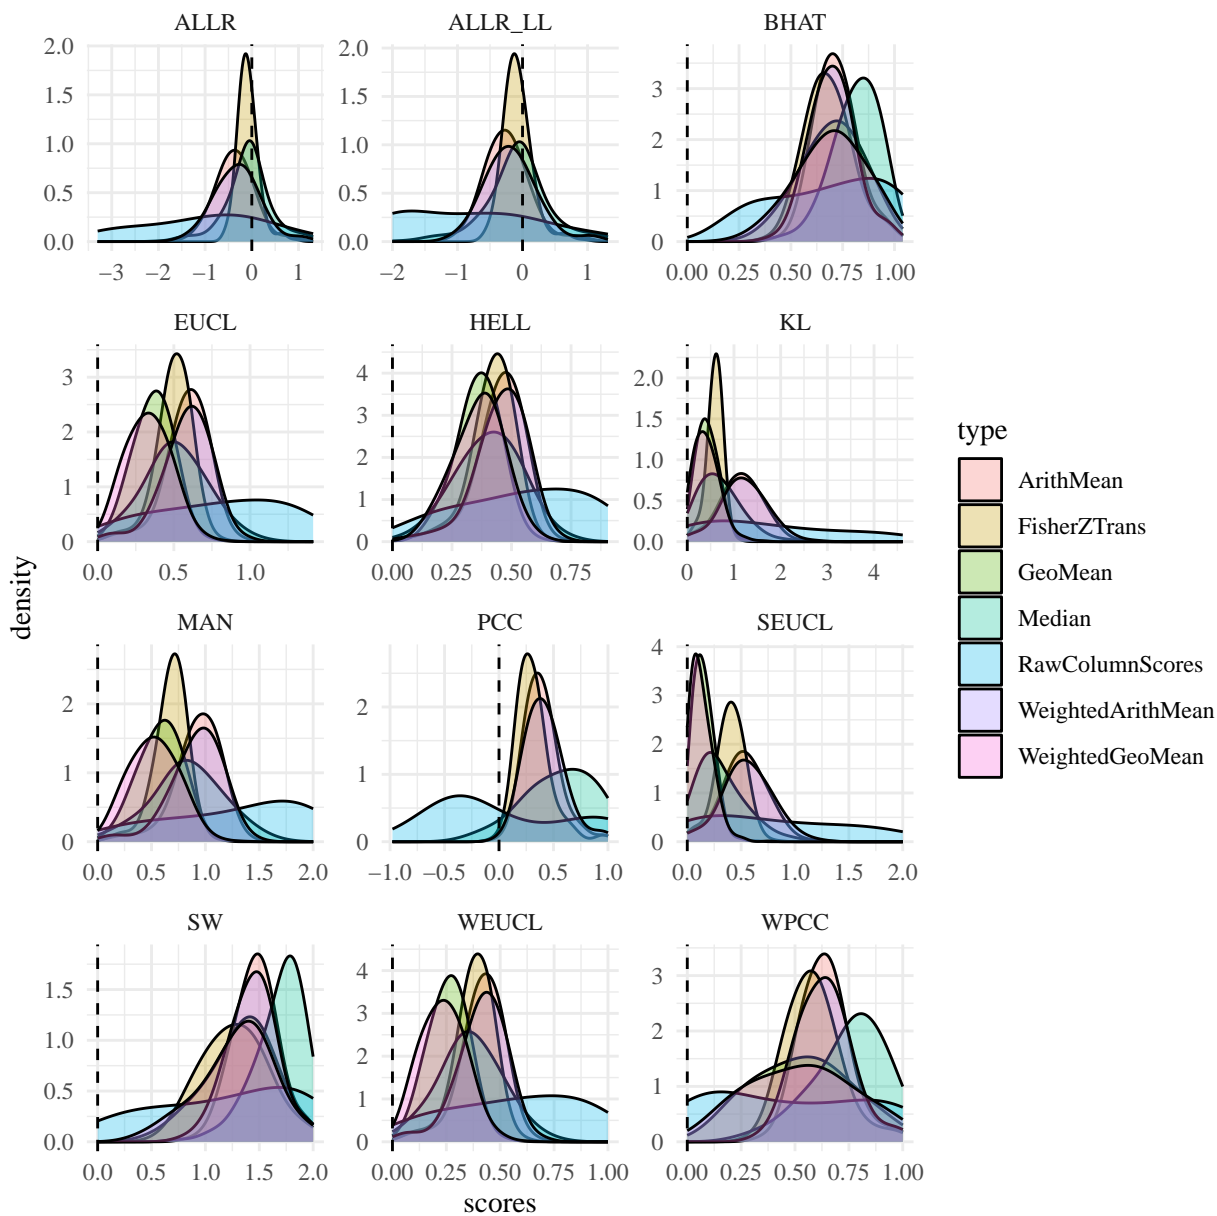 ALLR ALLR_LL BHAT
2.0 1.5 1.0 0.5 0.0
−3 −2 −1 0 1
2.0 1.5 1.0 0.5 0.0
−2 −1 0 1
3 2 1 0
0.00 0.25 0.50 0.75 1.00
EUCL HELL KL
3 2 1 0
0.0 0.5 1.0
4 3 2 1 0
0.00 0.25 0.50 0.75
2.0 1.5 1.0 0.5 0.0
0 1 2 3 4
MAN PCC SEUCL
2 1 0
0.0 0.5 1.0 1.5 2.0
2 1 0
−1.0 −0.5 0.0 0.5 1.0
4 3 2 1 0
0.0 0.5 1.0 1.5 2.0
SW WEUCL WPCC
1.5 1.0 0.5 0.0
0.0 0.5 1.0 1.5 2.0
4 3 2 1 0
0.00 0.25 0.50 0.75 1.00
3 2 1 0
0.00 0.25 0.50 0.75 1.00
density
scores
type
ArithMean
FisherZTrans
GeoMean
Median
RawColumnScores
WeightedArithMean
WeightedGeoMean